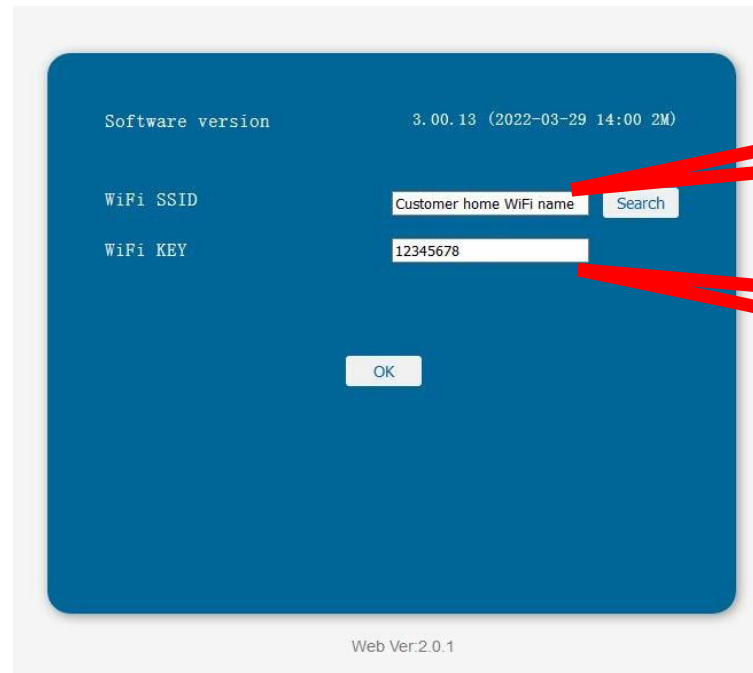 Software version 3.00.13 (2022-03-29 14:00 2M)
WiFi SSID Customer home WiFi name Search
WiFi KEY 12345678
OK
Web Ver:2.0.1